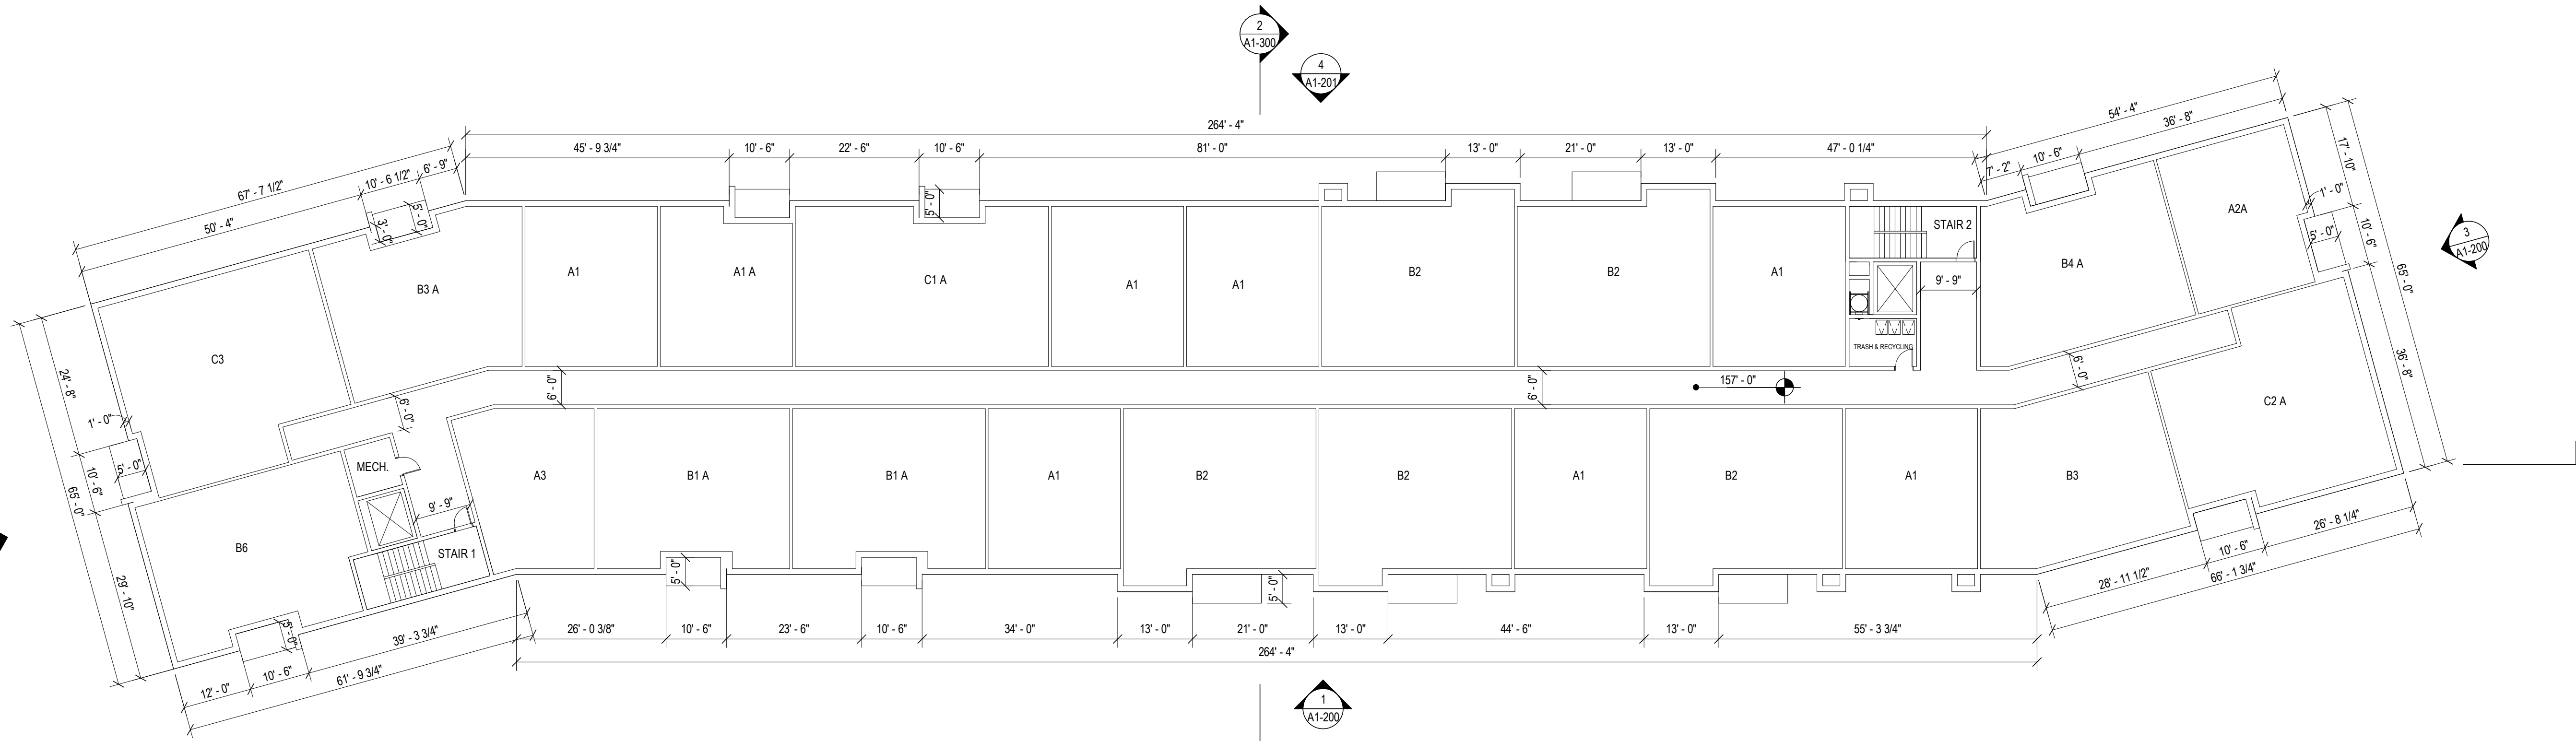 2
A1-300
4
A1-201
264' - 4"
45' - 9 3/4"
10' - 6"
22' - 6"
10' - 6"
81' - 0"
13' - 0"
21' - 0"
13' - 0"
47' - 0 1/4"
54' - 4"
36' - 8"
10' - 6"
7' - 2"
67' - 7 1/2"
50' - 4"
10' - 6 1/2"
6' - 9"
3' - 0"
5' - 0"
5' - 0"
17' - 10"
1' - 0"
10' - 6"
5' - 0"
65' - 0"
36' - 8"
3
A1-200
C3
B3 A
A1
A1 A
C1 A
A1
A1
B2
B2
A1
STAIR 2
9' - 9"
TRASH & RECYCLING
B4 A
A2A
C2 A
6' - 0"
6' - 0"
6' - 0"
6' - 0"
157' - 0"
24' - 8"
1' - 0"
10' - 6"
5' - 0"
65' - 0"
29' - 10"
MECH.
9' - 9"
STAIR 1
B6
A3
B1 A
B1 A
A1
B2
B2
A1
B2
A1
B3
5' - 0"
5' - 0"
5' - 0"
12' - 0"
10' - 6"
39' - 3 3/4"
61' - 9 3/4"
26' - 0 3/8"
10' - 6"
23' - 6"
10' - 6"
34' - 0"
13' - 0"
21' - 0"
13' - 0"
44' - 6"
13' - 0"
55' - 3 3/4"
264' - 4"
28' - 11 1/2"
10' - 6"
26' - 8 1/4"
66' - 1 3/4"
1
A1-200